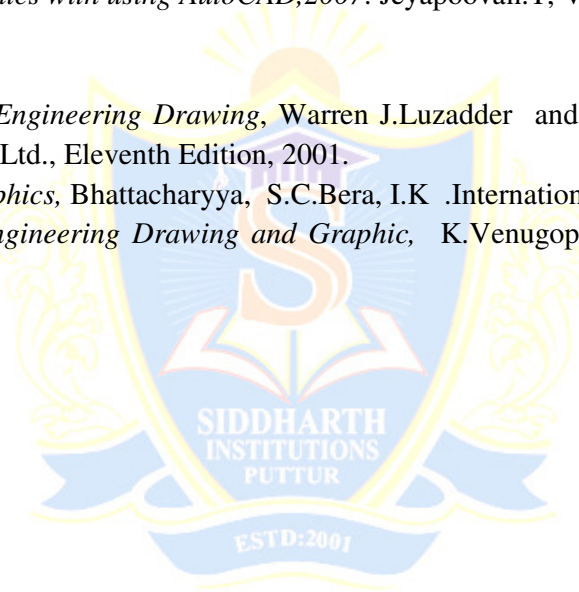 ules with using AutoCAD,2007. Jeyapoovan.T, V
Engineering Drawing, Warren J.Luzadder and
Ltd., Eleventh Edition, 2001.
phics, Bhattacharyya, S.C.Bera, I.K .Internation
ngineering Drawing and Graphic, K.Venugop
S
SIDDHARTH
INSTITUTIONS
PUTTUR
ESTD:2001